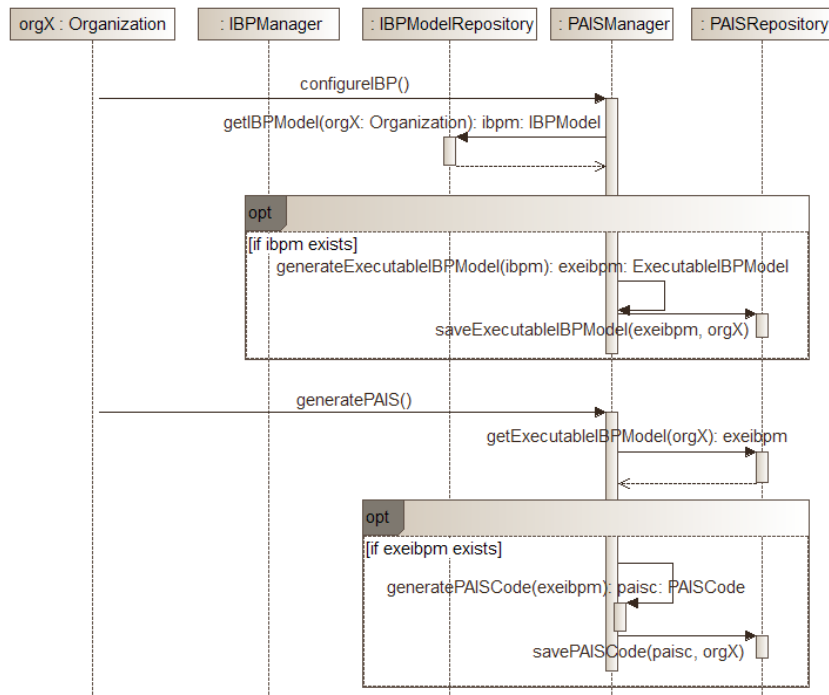 orgX : Organization
: IBPManager
: IBPModelRepository
: PAISManager
: PAISRepository
configureIBP()
getIBPModel(orgX: Organization): ibpm: IBPModel
opt
[if ibpm exists]
generateExecutableIBPModel(ibpm): exeibpm: ExecutableIBPModel
saveExecutableIBPModel(exeibpm, orgX)
generatePAIS()
getExecutableIBPModel(orgX): exeibpm
opt
[if exeibpm exists]
generatePAISCode(exeibpm): paisc: PAISCode
savePAISCode(paisc, orgX)